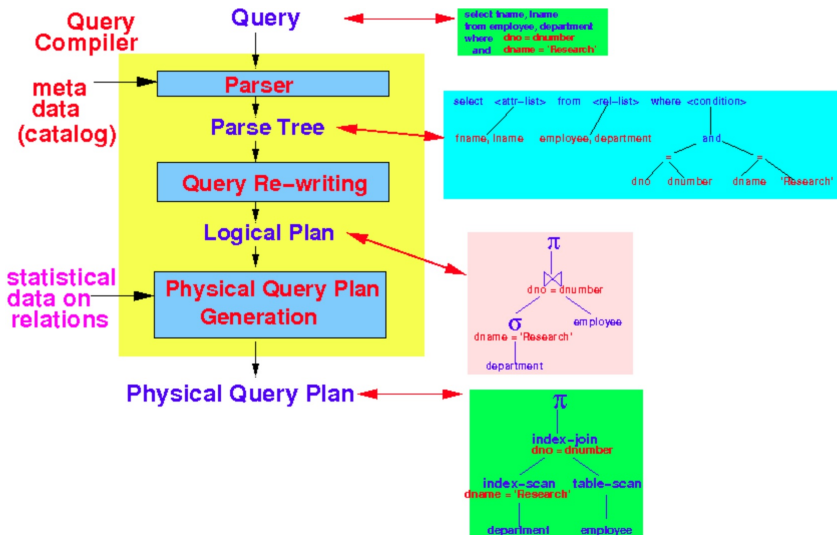 Query
Query
Compiler
select fname, lname
from employee, department
where dno = dnumber
and dname = 'Research'
meta
data
(catalog)
Parser
Parse Tree
select <attr-list> from <rel-list> where <condition>
fname, lname employee, department and
= =
dno dnumber dname 'Research'
Query Re-writing
Logical Plan
π
dno = dnumber
σ employee
dname = 'Research'
department
statistical
data on
relations
Physical Query Plan
Generation
Physical Query Plan
π
index-join
dno = dnumber
index-scan table-scan
dname = 'Research'
department employee